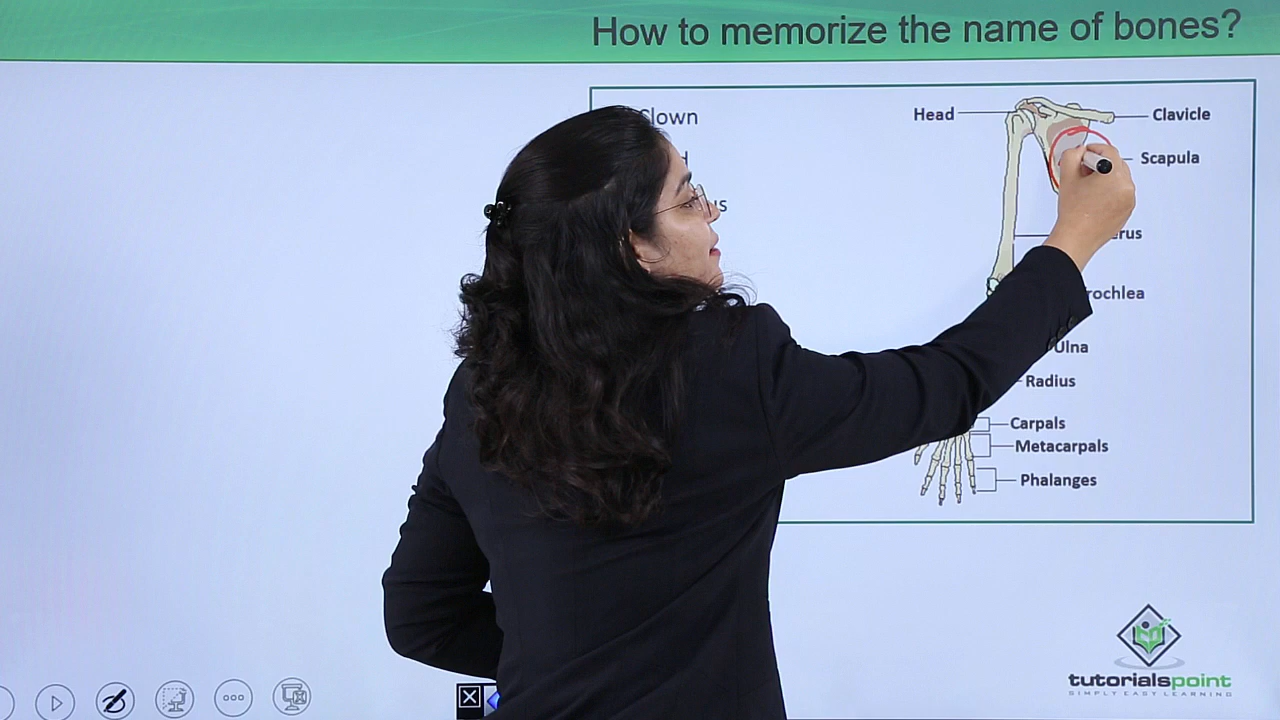 How to memorize the name of bones?
Clown
Head
Clavicle
Scapula
Ulna
Radius
Carpals
Metacarpals
Phalanges
tutorialspoint
SIMPLY EASY LEARNING